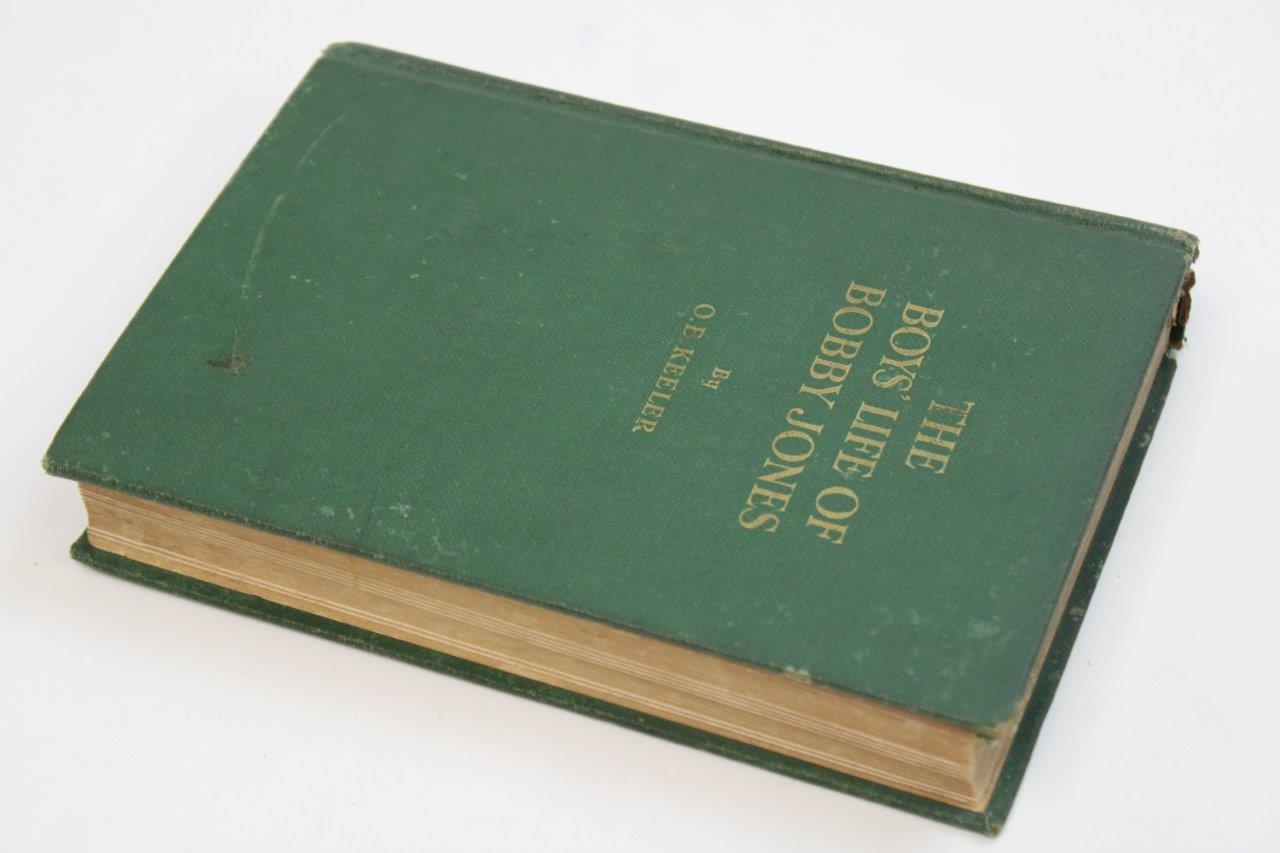 THE
BOYS' LIFE OF
BOBBY JONES
By
O. B. KEELER